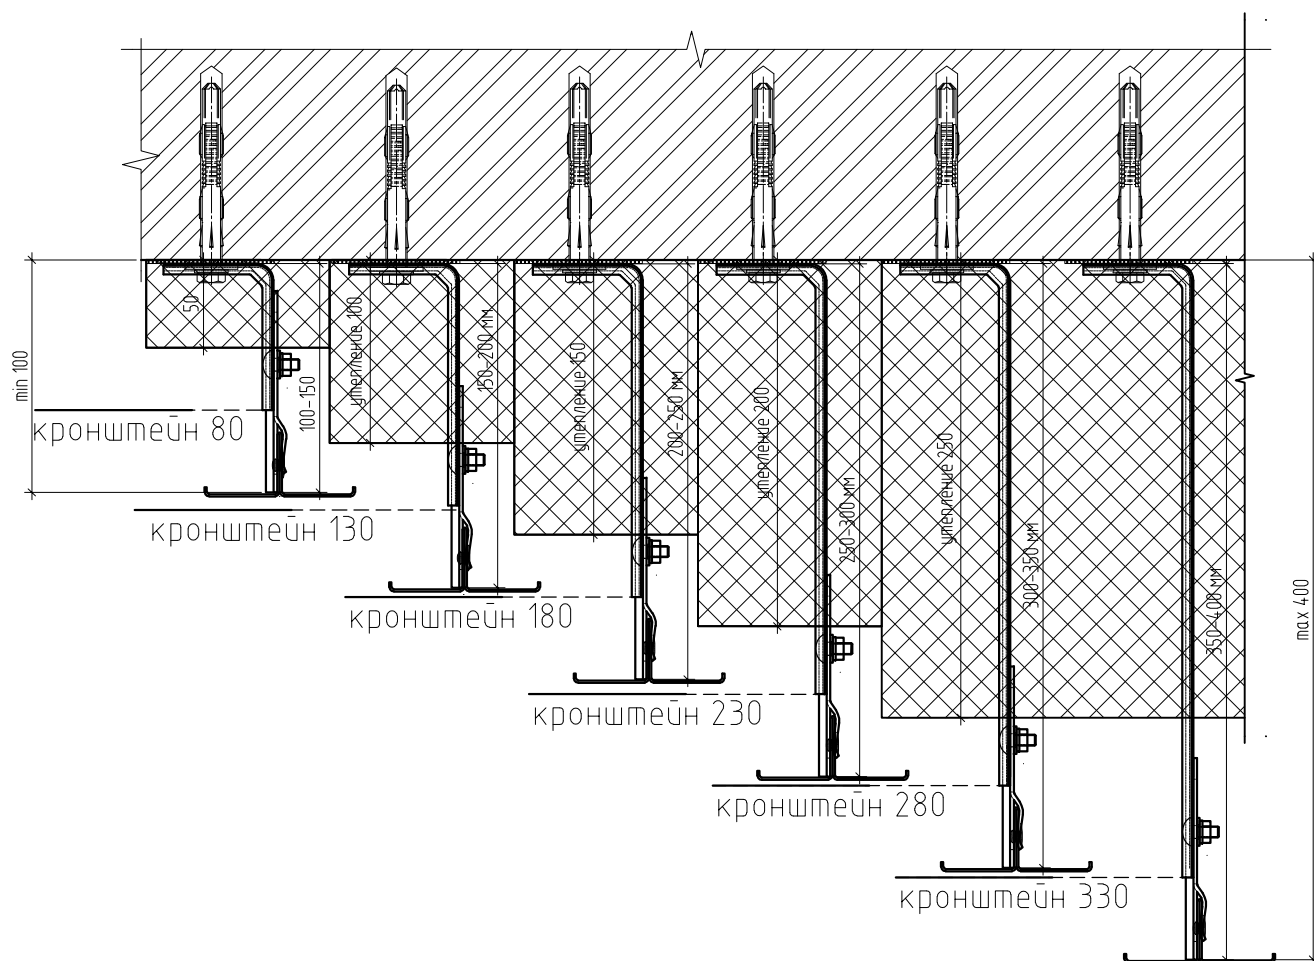 min 100
50
100-150
утепление 100
150-200 мм
утепление 150
200-250 мм
утепление 200
250-300 мм
утепление 250
300-350 мм
350-400 мм
max 400
кронштейн 80
кронштейн 130
кронштейн 180
кронштейн 230
кронштейн 280
кронштейн 330